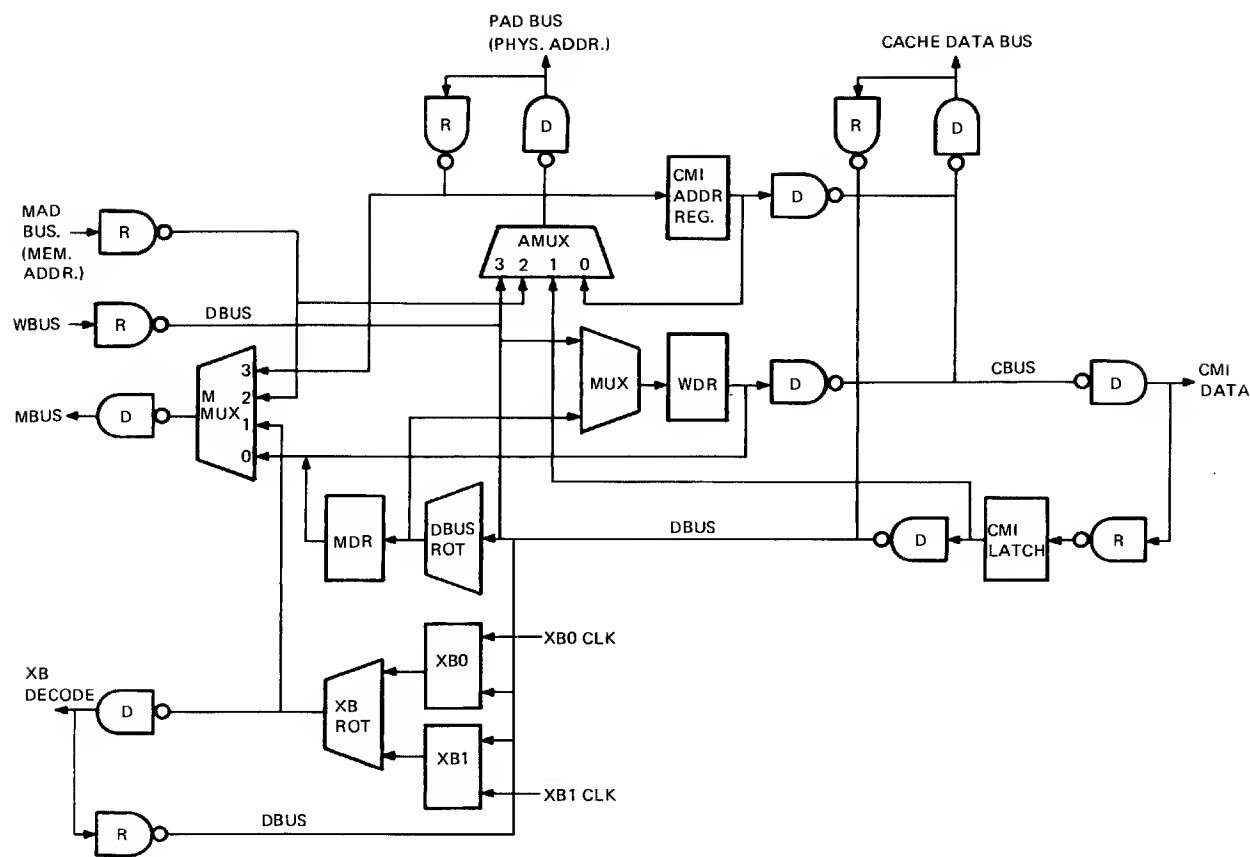 PAD BUS
(PHYS. ADDR.)
CACHE DATA BUS
R
D
R
D
CMI
ADDR
REG.
D
MAD
BUS.
(MEM.
ADDR.)
R
AMUX
3 2 1 0
WBUS
R
DBUS
MUX
WDR
D
CBUS
D
CMI
DATA
MBUS
D
M
MUX
3
2
1
0
MDR
DBUS
ROT
DBUS
D
CMI
LATCH
R
XB0 CLK
XB0
XB
DECODE
D
XB
ROT
XB1
XB1 CLK
R
DBUS